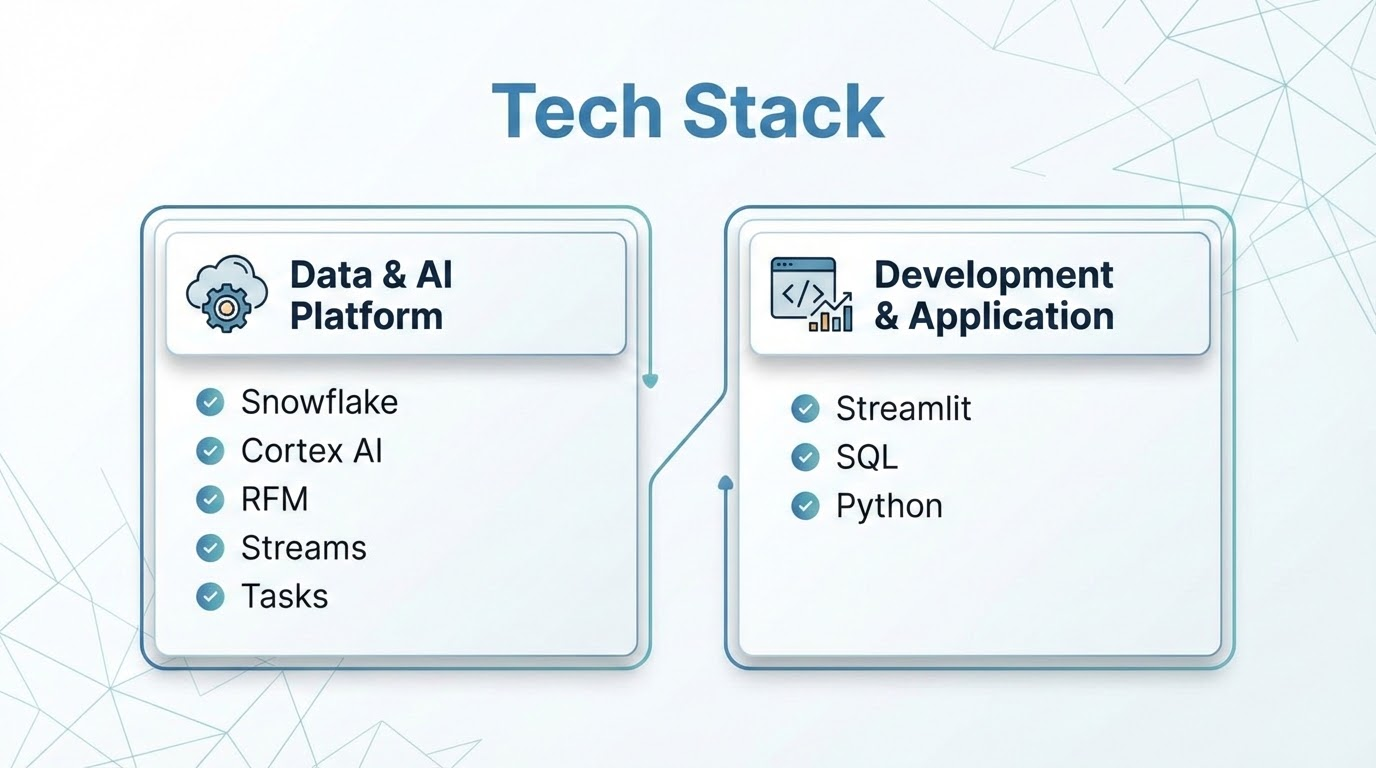 Tech Stack
Data & AI
Platform
Snowflake
Cortex AI
RFM
Streams
Tasks
</>
Development
& Application
Streamlit
SQL
Python